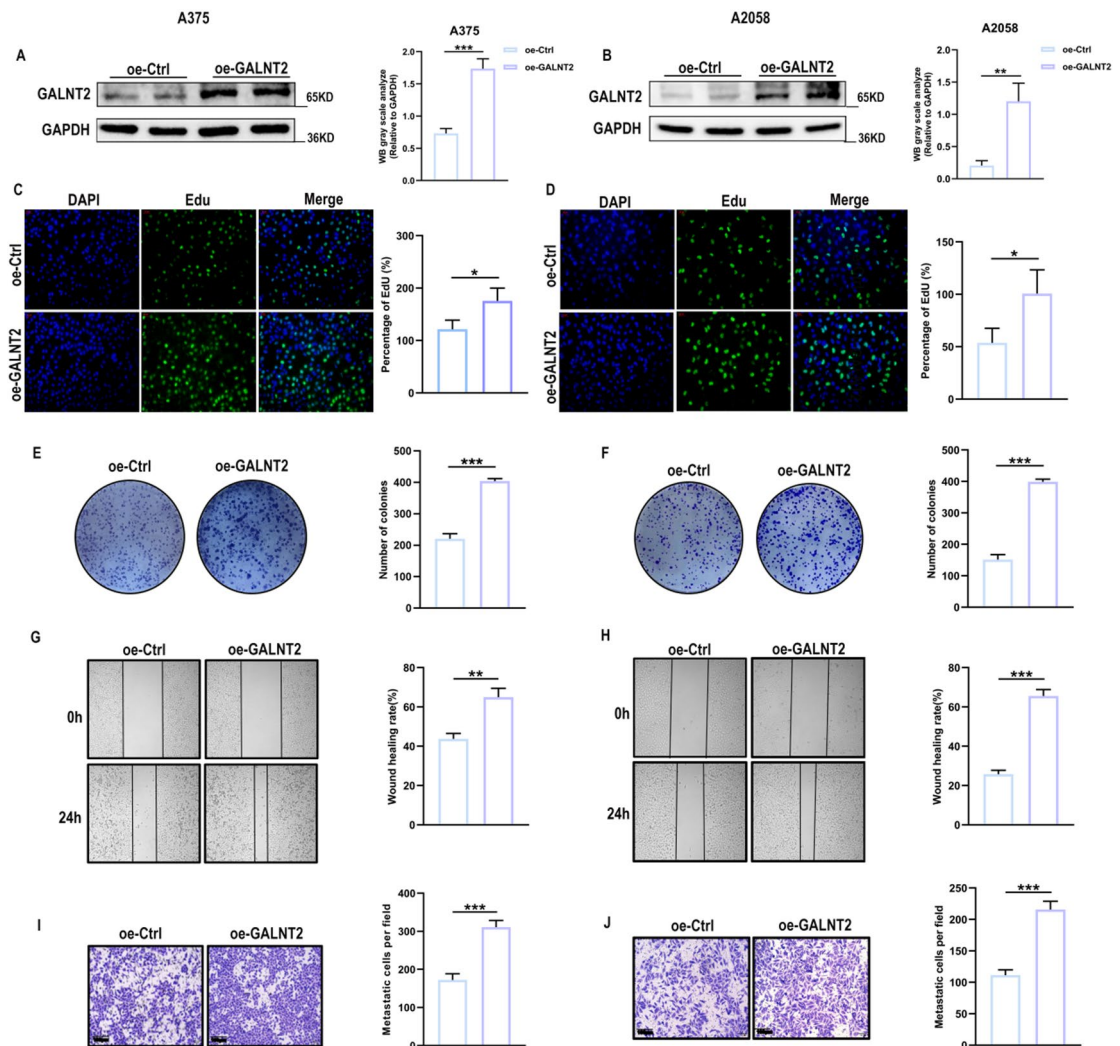 A375
A2058
A
oe-Ctrl
oe-GALNT2
GALNT2
65KD
GAPDH
36KD
A375
WB gray scale analyze
(Relative to GAPDH)
2.0
1.5
1.0
0.5
0.0
***
oe-Ctrl
oe-GALNT2
B
oe-Ctrl
oe-GALNT2
GALNT2
65KD
GAPDH
36KD
A2058
WB gray scale analyze
(Relative to GAPDH)
2.0
1.5
1.0
0.5
0.0
**
oe-Ctrl
oe-GALNT2
C
DAPI
Edu
Merge
oe-Ctrl
oe-GALNT2
Percentage of EdU (%)
300
200
100
0
*
D
DAPI
Edu
Merge
oe-Ctrl
oe-GALNT2
Percentage of EdU (%)
150
100
50
0
*
E
oe-Ctrl
oe-GALNT2
Number of colonies
500
400
300
200
100
0
***
F
oe-Ctrl
oe-GALNT2
Number of colonies
500
400
300
200
100
0
***
G
oe-Ctrl
oe-GALNT2
0h
24h
Wound healing rate(%)
80
60
40
20
0
**
H
oe-Ctrl
oe-GALNT2
0h
24h
Wound healing rate(%)
80
60
40
20
0
***
I
oe-Ctrl
oe-GALNT2
Metastatic cells per field
400
300
200
100
0
***
J
oe-Ctrl
oe-GALNT2
Metastatic cells per field
250
200
150
100
50
0
***